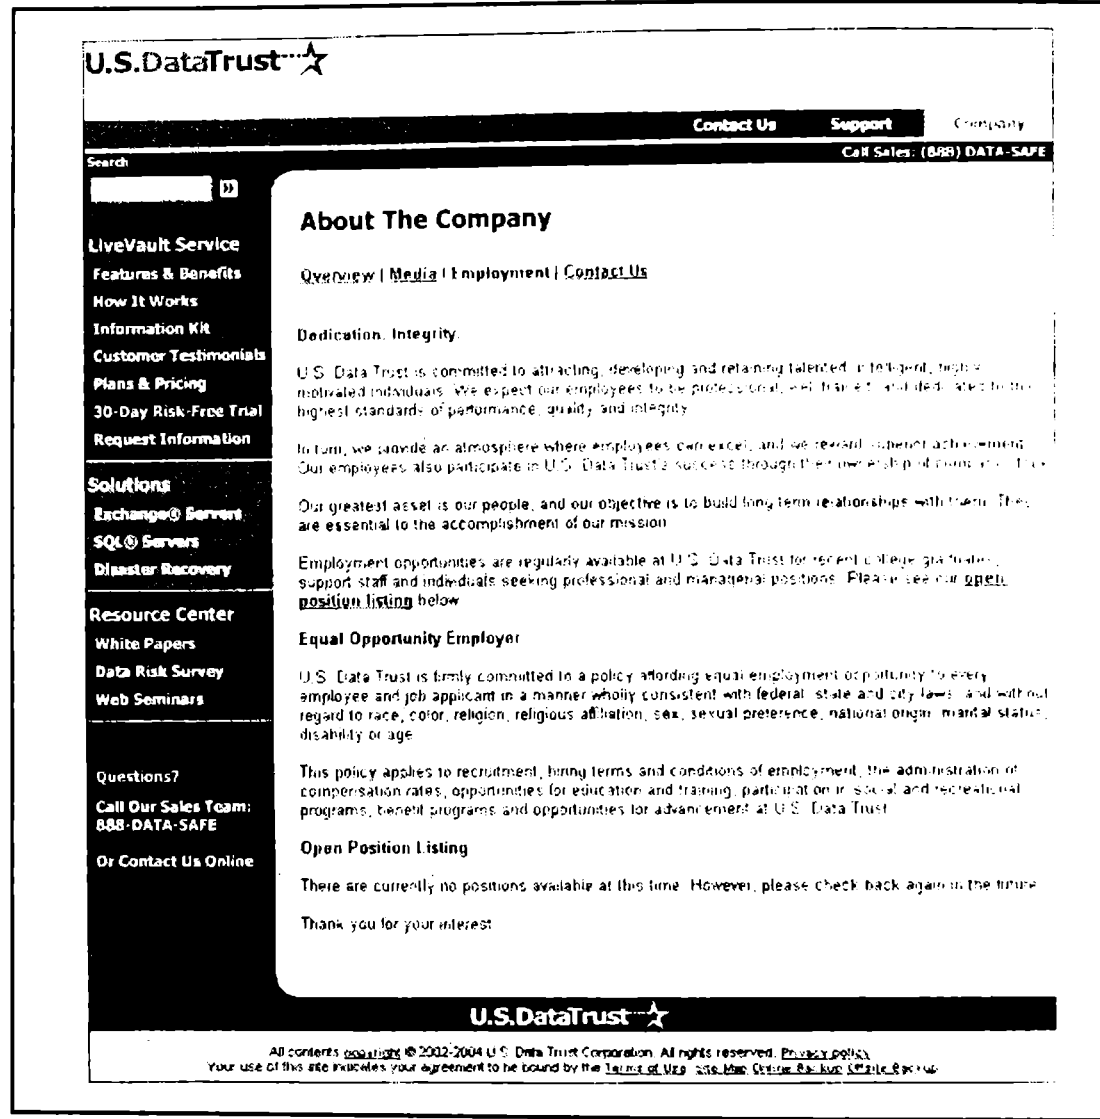 U.S.DataTrust
Contact Us Support Company
Call Sales: (888) DATA-SAFE
Search
LiveVault Service
Features & Benefits
How It Works
Information Kit
Customer Testimonials
Plans & Pricing
30-Day Risk-Free Trial
Request Information
Solutions
Exchange® Servers
SQL® Servers
Disaster Recovery
Resource Center
White Papers
Data Risk Survey
Web Seminars
Questions?
Call Our Sales Team:
888-DATA-SAFE
Or Contact Us Online
About The Company
Overview | Media | Employment | Contact Us
Dedication. Integrity.
U.S. Data Trust is committed to attracting, developing and retaining talented, intelligent, highly
motivated individuals. We expect our employees to be professional, well trained, and dedicated to the
highest standards of performance, quality and integrity.
In turn, we provide an atmosphere where employees can excel, and we reward superior achievement.
Our employees also participate in U.S. Data Trust's success through their ownership of company
Our greatest asset is our people, and our objective is to build long term relationships with them. They
are essential to the accomplishment of our mission.
Employment opportunities are regularly available at U.S. Data Trust for recent college graduates,
support staff and individuals seeking professional and managerial positions. Please see our open
position listing below.
Equal Opportunity Employer
U.S. Data Trust is firmly committed to a policy affording equal employment opportunity to every
employee and job applicant in a manner wholly consistent with federal, state and city laws, and without
regard to race, color, religion, religious affiliation, sex, sexual preference, national origin, marital status,
disability or age.
This policy applies to recruitment, hiring terms and conditions of employment, the administration of
compensation rates, opportunities for education and training, participation in social and recreational
programs, benefit programs and opportunities for advancement at U.S. Data Trust.
Open Position Listing
There are currently no positions available at this time. However, please check back again in the future.
Thank you for your interest.
U.S.DataTrust
All contents copyright © 2002-2004 U.S. Data Trust Corporation. All rights reserved. Privacy policy.
Your use of this site indicates your agreement to be bound by the Terms of Use. Site Map Online Backup Offsite Backup